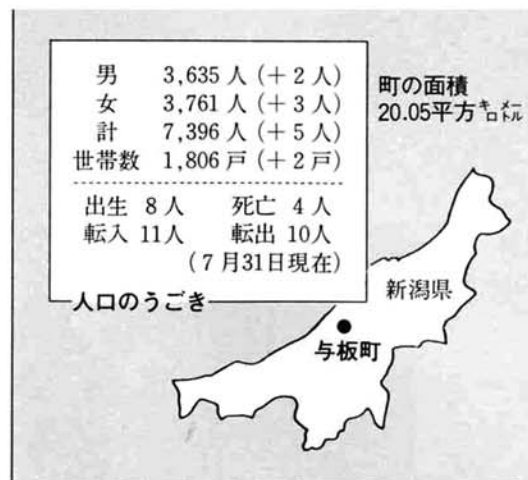 男 3,635人(+2人)
女 3,761人(+3人)
計 7,396人(+5人)
世帯数 1,806戸(+2戸)
出生 8人 死亡 4人
転入 11人 転出 10人
(7月31日現在)
人口のうごき
町の面積
20.05平方キロメートル
新潟県
与板町